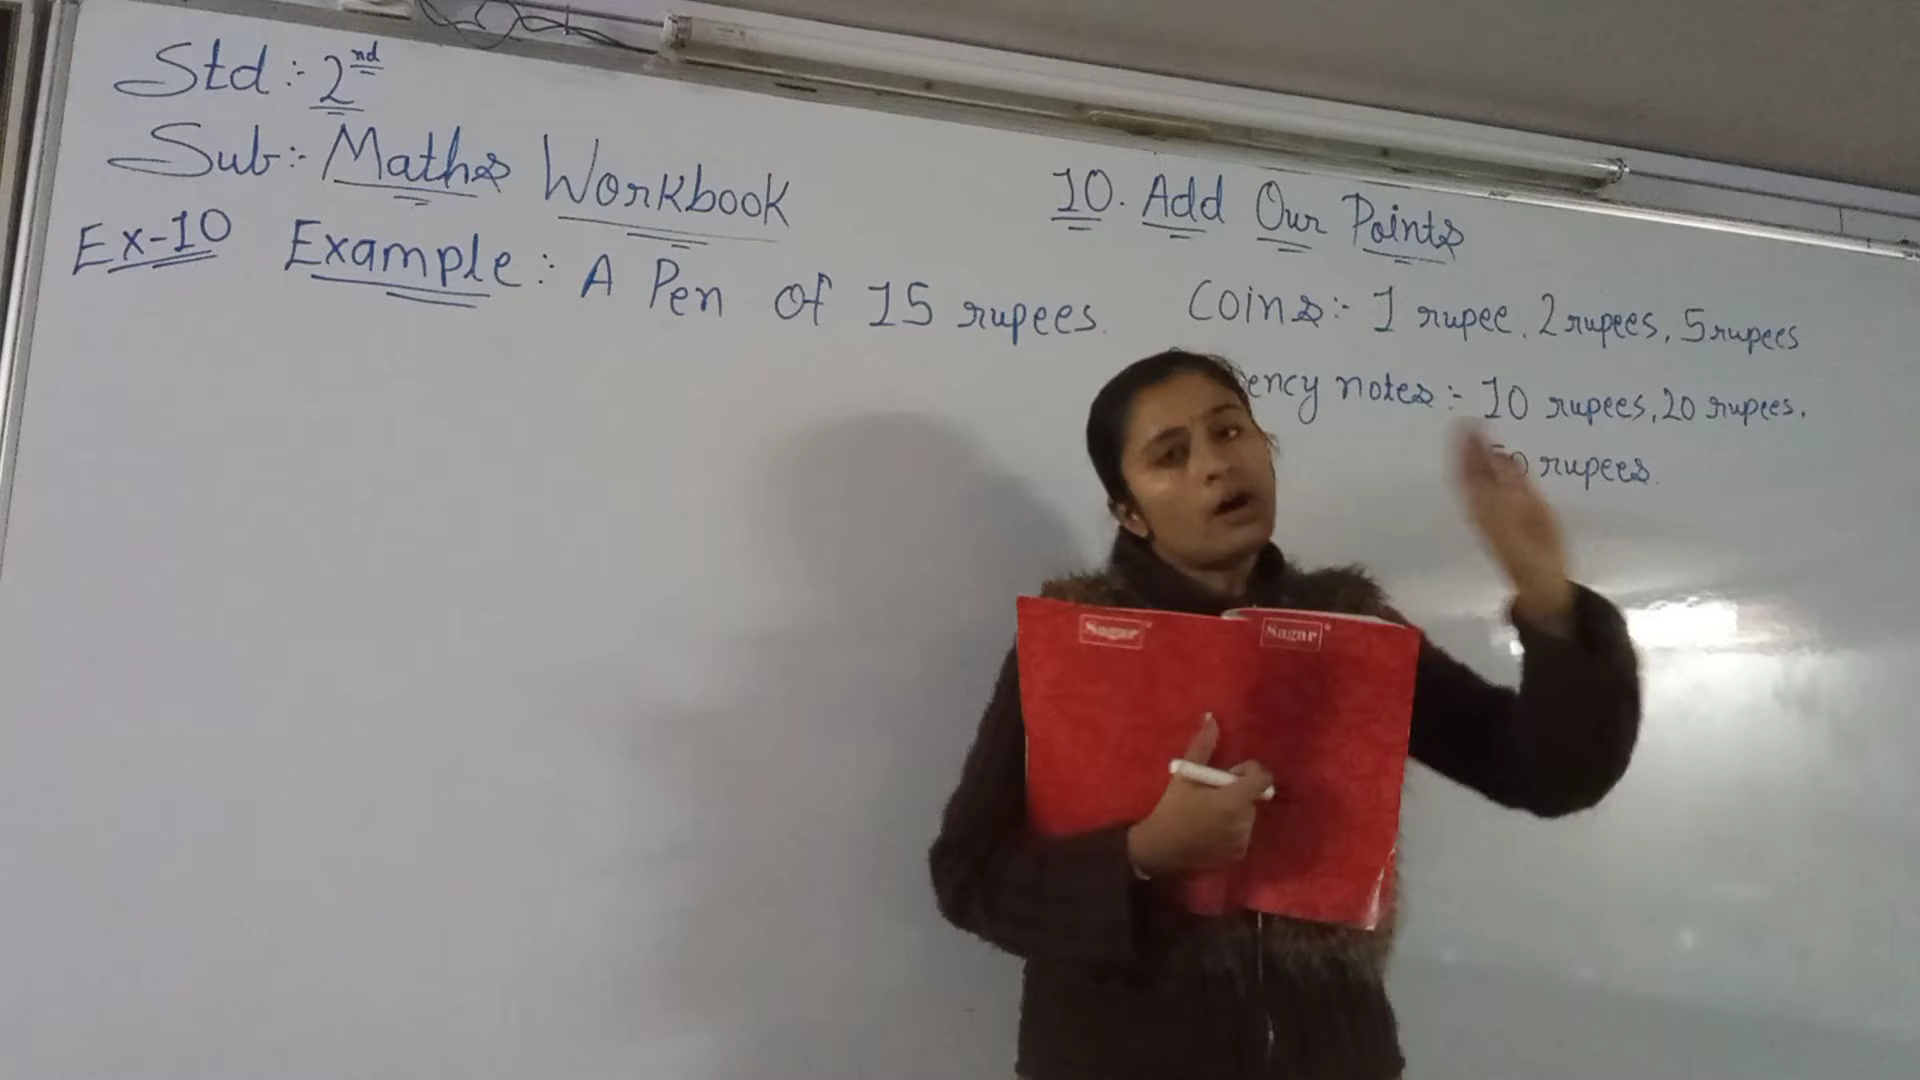 Std :- 2nd
Sub :- Maths Workbook
10. Add Our Points
Ex-10 Example : A Pen of 15 rupees.
Coins :- 1 rupee, 2 rupees, 5 rupees
notes :- 10 rupees, 20 rupees,
50 rupees.
Sagar
Sagar